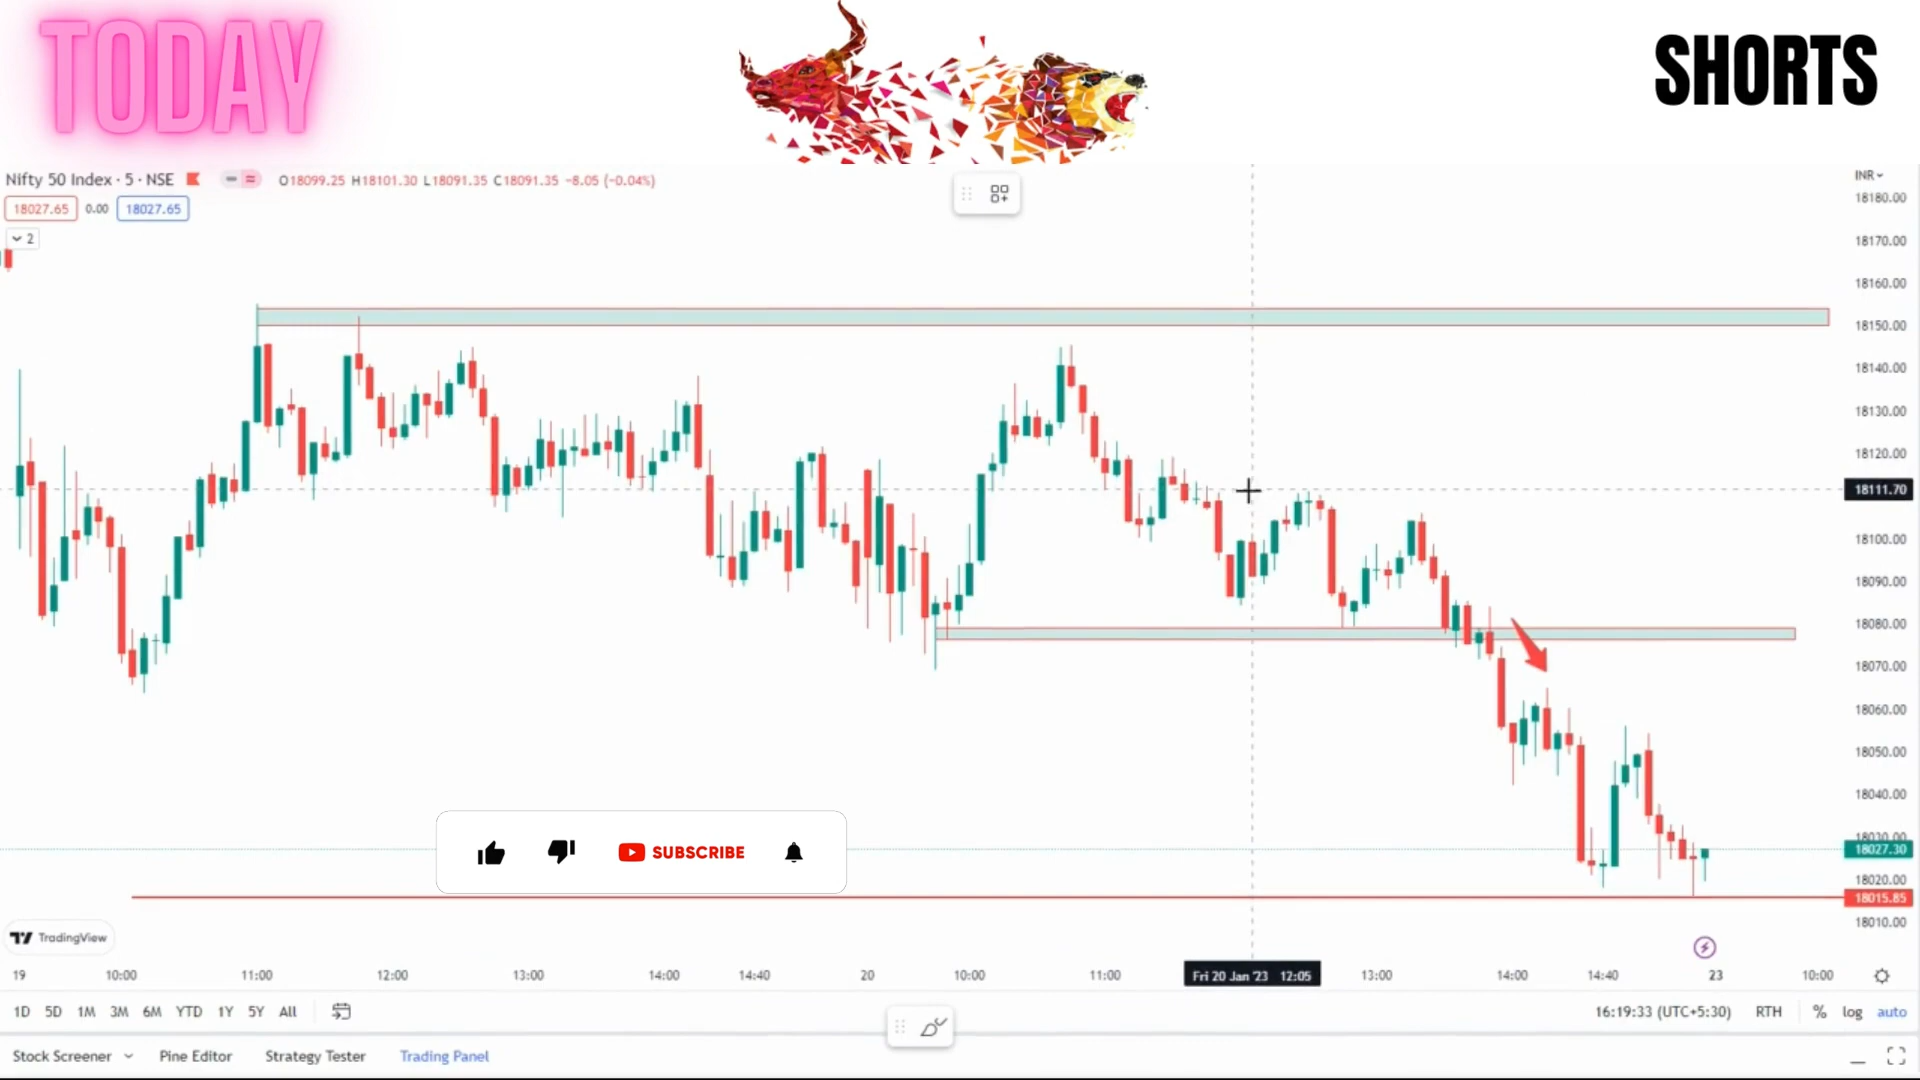 TODAY
SHORTS
Nifty 50 Index · 5 · NSE
O18099.25 H18101.30 L18091.35 C18091.35 −8.05 (−0.04%)
INR
18027.65 0.00 18027.65
2
18180.00
18170.00
18160.00
18150.00
18140.00
18130.00
18120.00
18111.70
18100.00
18090.00
18080.00
18070.00
18060.00
18050.00
18040.00
18030.00
18027.30
18020.00
18015.85
18010.00
SUBSCRIBE
TradingView
19 10:00 11:00 12:00 13:00 14:00 14:40 20 10:00 11:00 Fri 20 Jan '23 12:05 13:00 14:00 14:40 23 10:00
1D 5D 1M 3M 6M YTD 1Y 5Y All 16:19:33 (UTC+5:30) RTH % log auto
Stock Screener Pine Editor Strategy Tester Trading Panel